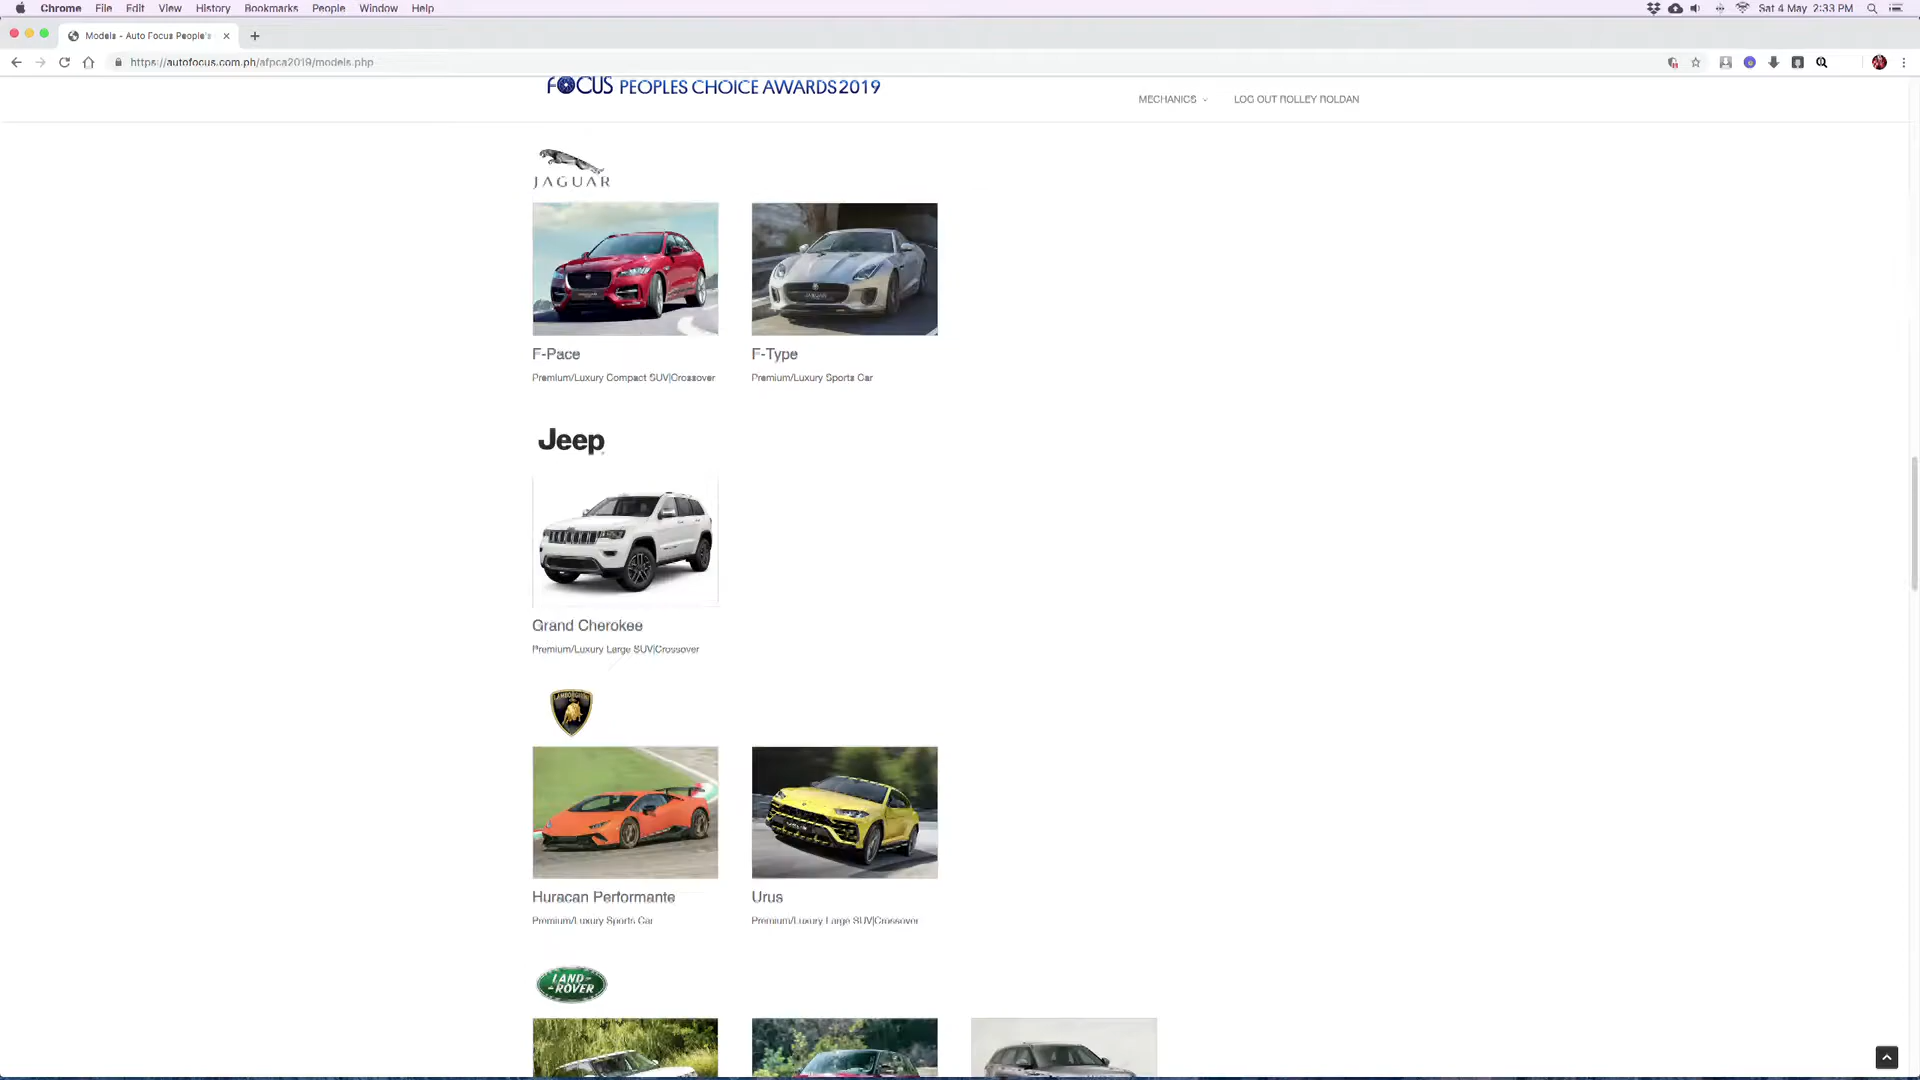 Chrome File Edit View History Bookmarks People Window Help Sat 4 May 2:33 PM
Models - Auto Focus People's
https://autofocus.com.ph/afpca2019/models.php
FOCUS PEOPLES CHOICE AWARDS 2019
MECHANICS LOG OUT ROLLEY ROLDAN
JAGUAR
F-Pace F-Type
Premium/Luxury Compact SUV|Crossover Premium/Luxury Sports Car
Jeep
Grand Cherokee
Premium/Luxury Large SUV|Crossover
LAMBORGHINI
Huracan Performante Urus
Premium/Luxury Sports Car Premium/Luxury Large SUV|Crossover
LAND-
-ROVER